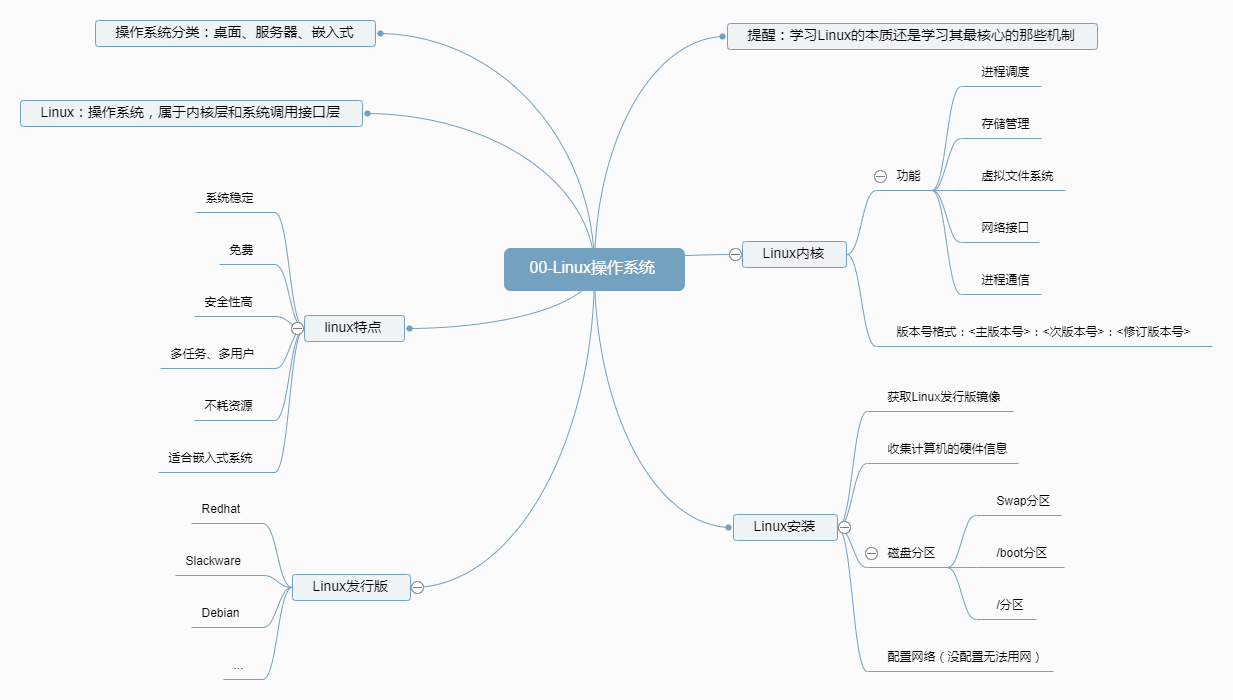 00-Linux操作系统
提醒：学习Linux的本质还是学习其最核心的那些机制
Linux内核
功能
进程调度
存储管理
虚拟文件系统
网络接口
进程通信
版本号格式：<主版本号>：<次版本号>：<修订版本号>
Linux安装
获取Linux发行版镜像
收集计算机的硬件信息
磁盘分区
Swap分区
/boot分区
/分区
配置网络（没配置无法用网）
操作系统分类：桌面、服务器、嵌入式
Linux：操作系统，属于内核层和系统调用接口层
linux特点
系统稳定
免费
安全性高
多任务、多用户
不耗资源
适合嵌入式系统
Linux发行版
Redhat
Slackware
Debian
...